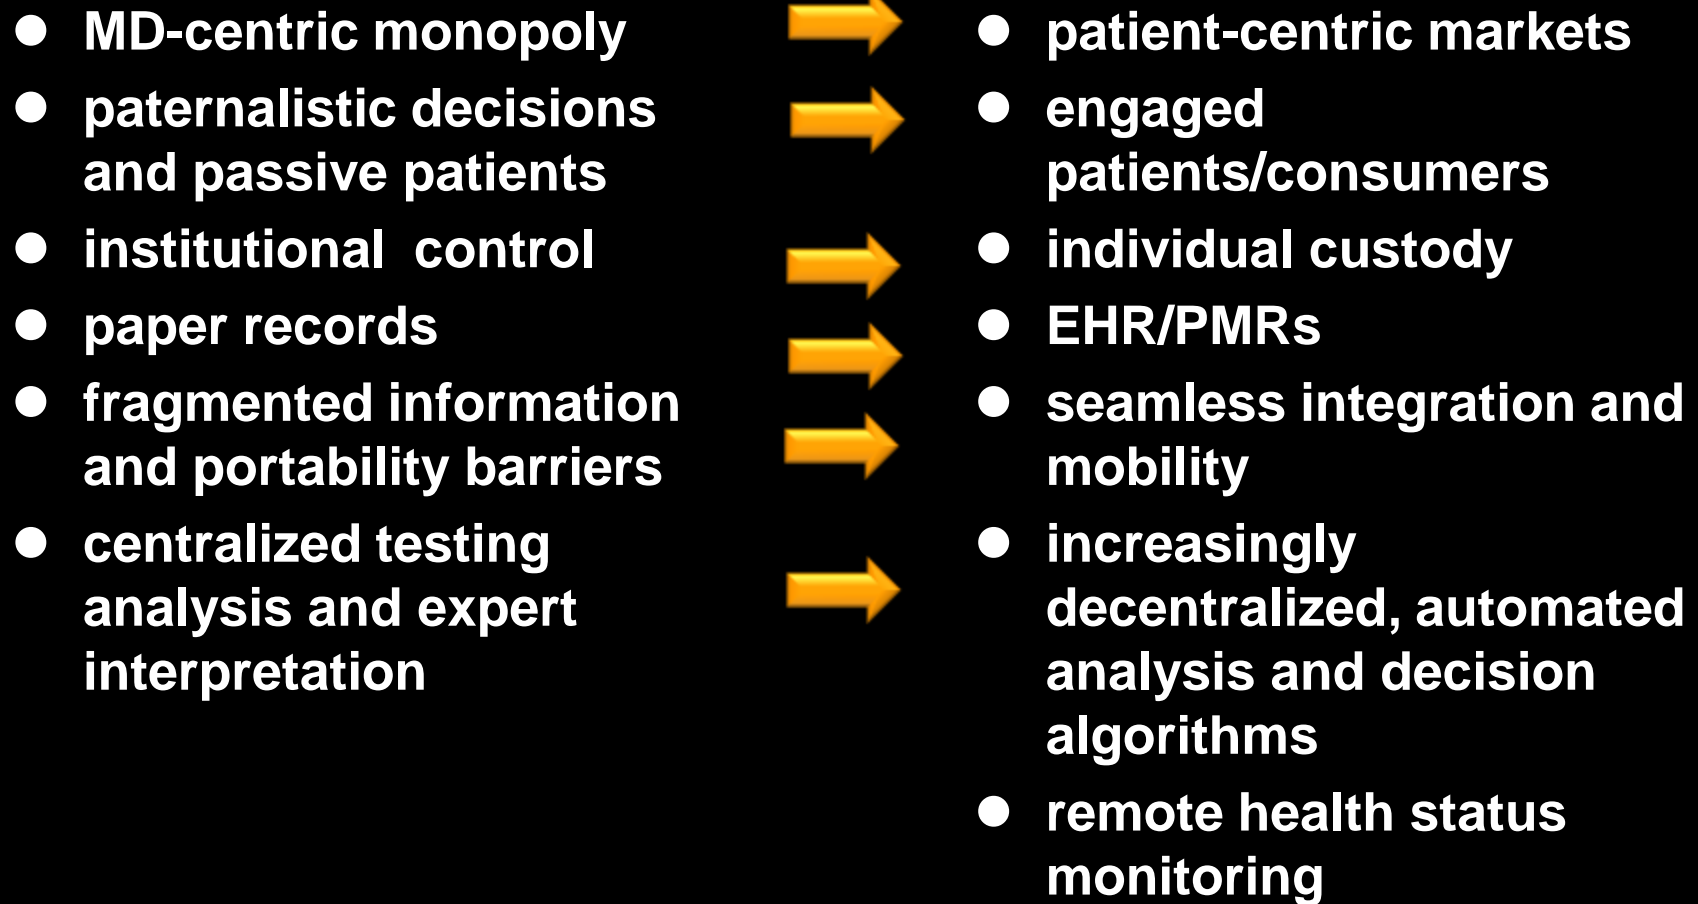 ● MD-centric monopoly
● paternalistic decisions
and passive patients
● institutional control
● paper records
● fragmented information
and portability barriers
● centralized testing
analysis and expert
interpretation
● patient-centric markets
● engaged
patients/consumers
● individual custody
● EHR/PMRs
● seamless integration and
mobility
● increasingly
decentralized, automated
analysis and decision
algorithms
● remote health status
monitoring